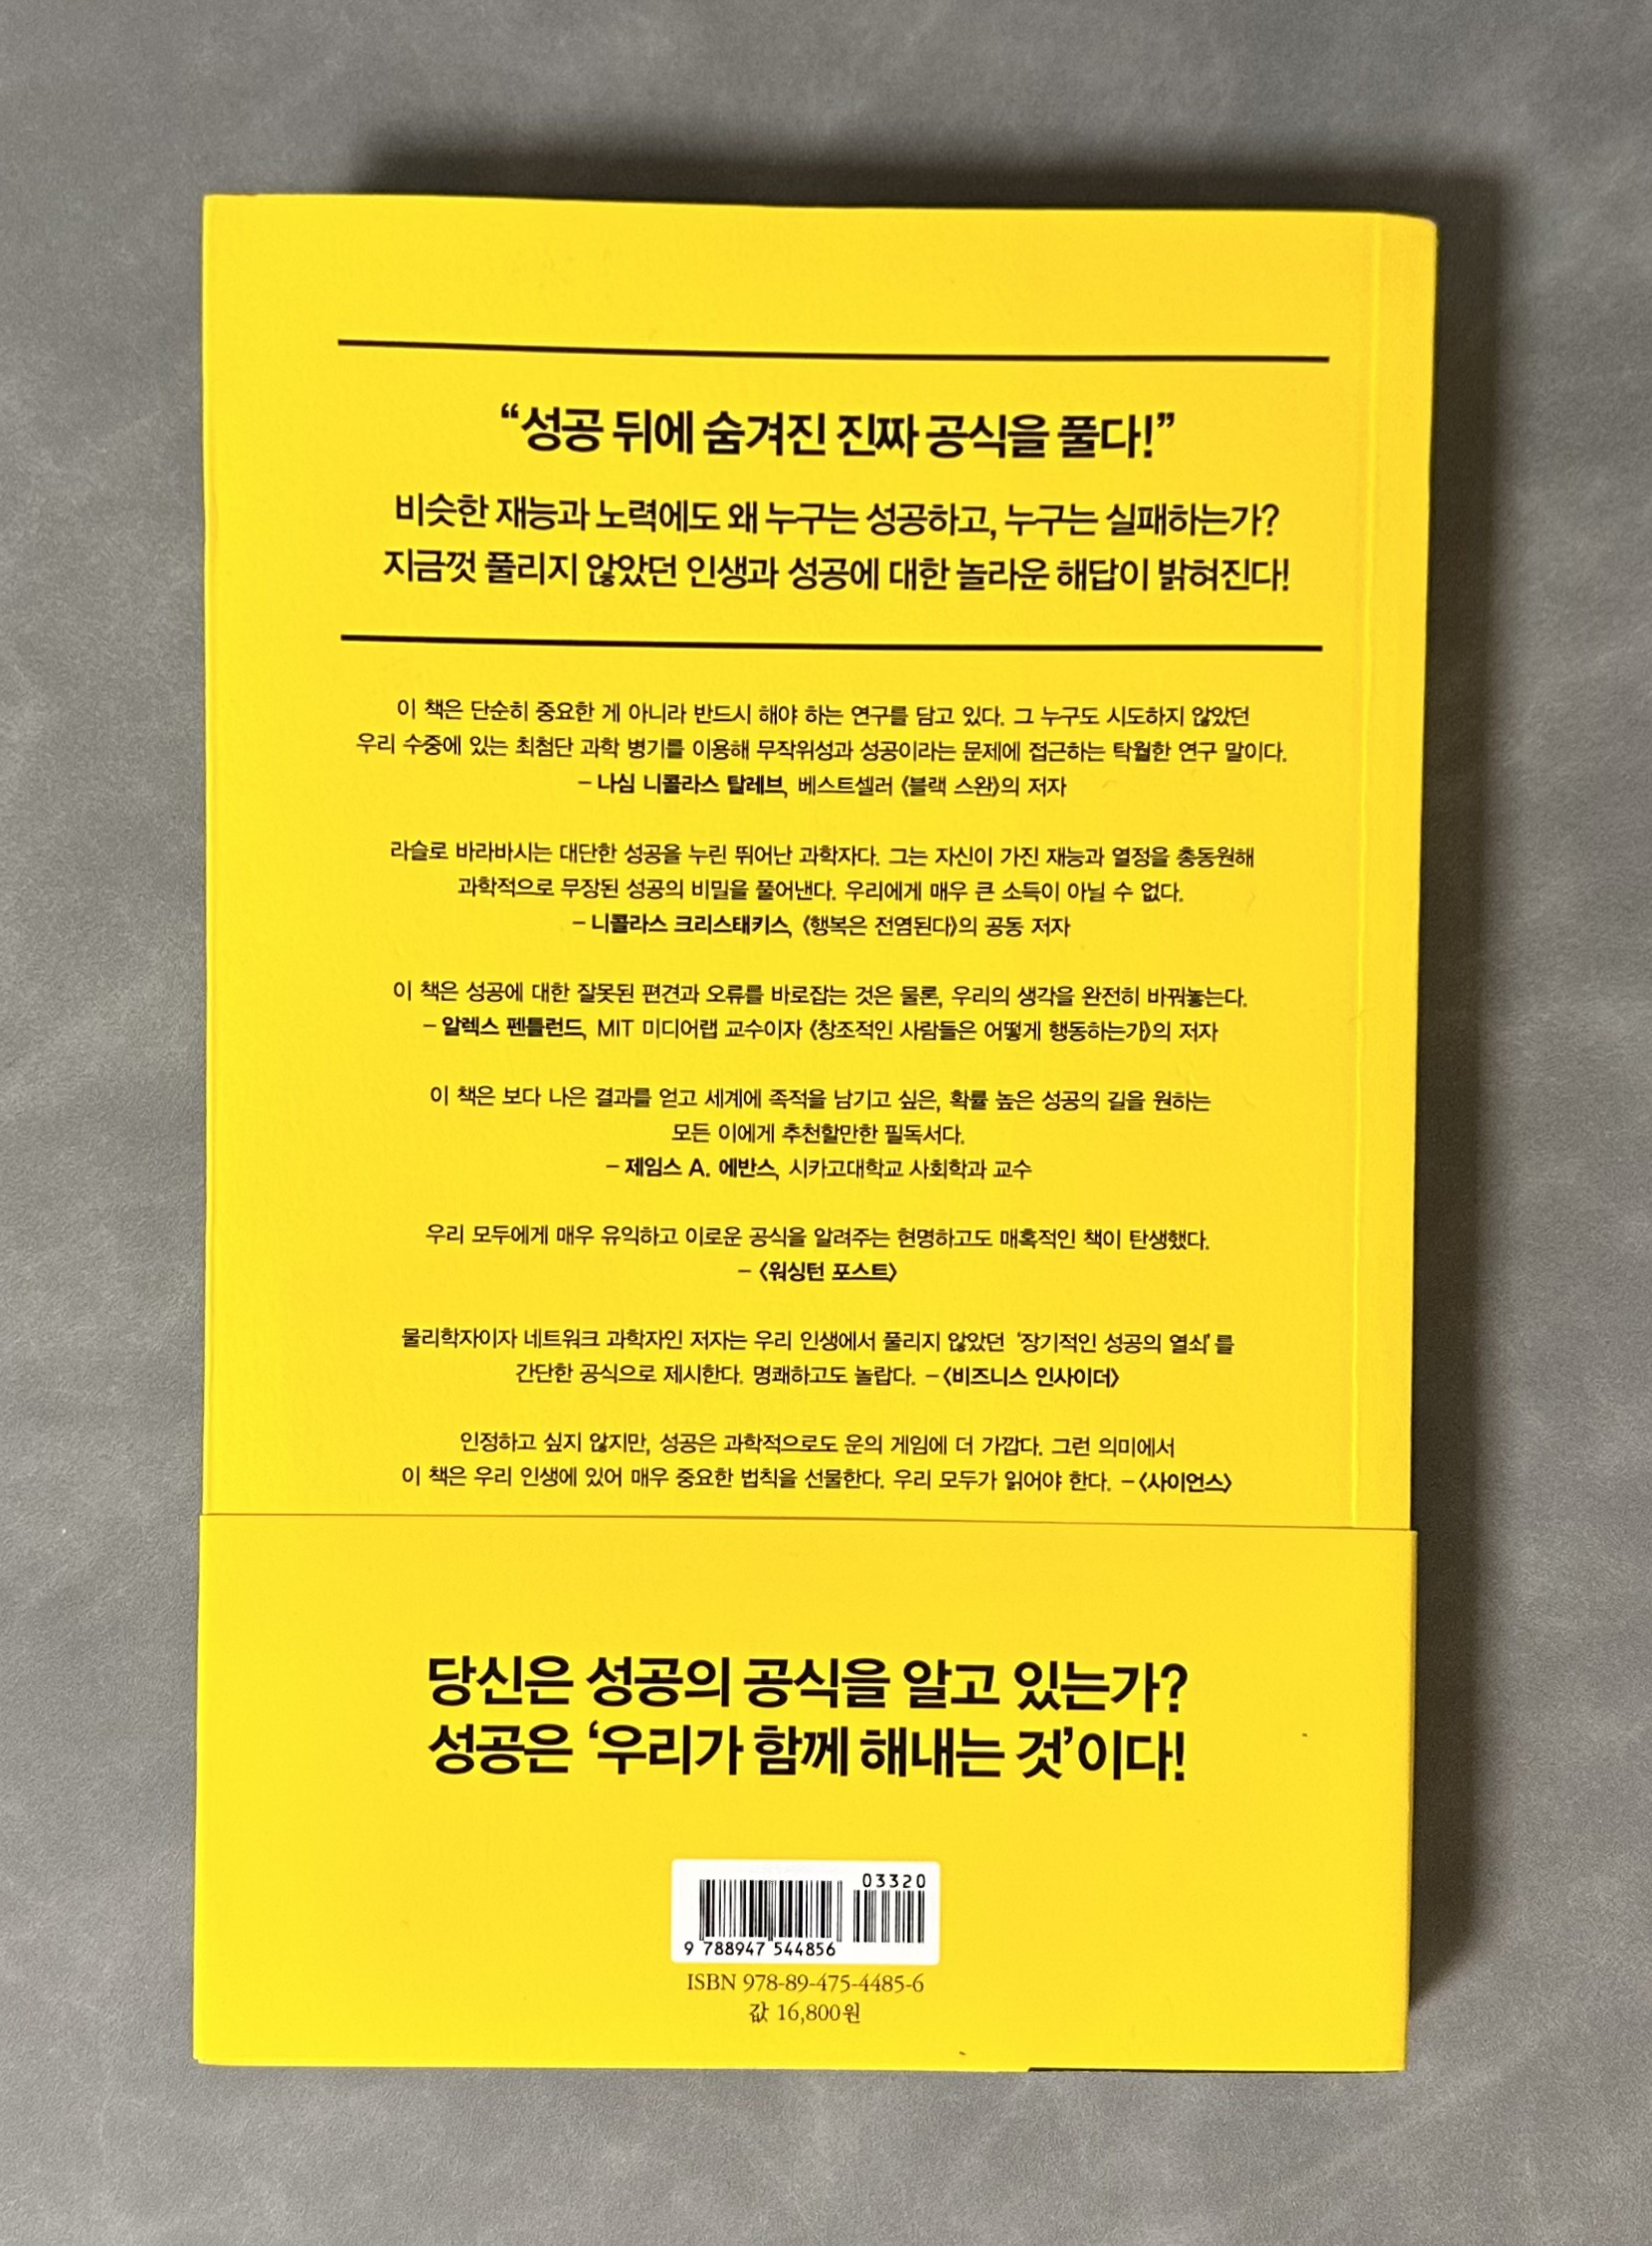 “성공 뒤에 숨겨진 진짜 공식을 풀다!”
비슷한 재능과 노력에도 왜 누구는 성공하고, 누구는 실패하는가?
지금껏 풀리지 않았던 인생과 성공에 대한 놀라운 해답이 밝혀진다!
이 책은 단순히 중요한 게 아니라 반드시 해야 하는 연구를 담고 있다. 그 누구도 시도하지 않았던
우리 수중에 있는 최첨단 과학 병기를 이용해 무작위성과 성공이라는 문제에 접근하는 탁월한 연구 말이다.
– 나심 니콜라스 탈레브, 베스트셀러 《블랙 스완》의 저자
라슬로 바라바시는 대단한 성공을 누린 뛰어난 과학자다. 그는 자신이 가진 재능과 열정을 총동원해
과학적으로 무장된 성공의 비밀을 풀어낸다. 우리에게 매우 큰 소득이 아닐 수 없다.
– 니콜라스 크리스태키스, 《행복은 전염된다》의 공동 저자
이 책은 성공에 대한 잘못된 편견과 오류를 바로잡는 것은 물론, 우리의 생각을 완전히 바꿔놓는다.
– 알렉스 펜틀런드, MIT 미디어랩 교수이자 《창조적인 사람들은 어떻게 행동하는가》의 저자
이 책은 보다 나은 결과를 얻고 세계에 족적을 남기고 싶은, 확률 높은 성공의 길을 원하는
모든 이에게 추천할만한 필독서다.
– 제임스 A. 에반스, 시카고대학교 사회학과 교수
우리 모두에게 매우 유익하고 이로운 공식을 알려주는 현명하고도 매혹적인 책이 탄생했다.
– 〈워싱턴 포스트〉
물리학자이자 네트워크 과학자인 저자는 우리 인생에서 풀리지 않았던 ‘장기적인 성공의 열쇠’를
간단한 공식으로 제시한다. 명쾌하고도 놀랍다. –〈비즈니스 인사이더〉
인정하고 싶지 않지만, 성공은 과학적으로도 운의 게임에 더 가깝다. 그런 의미에서
이 책은 우리 인생에 있어 매우 중요한 법칙을 선물한다. 우리 모두가 읽어야 한다. –〈사이언스〉
당신은 성공의 공식을 알고 있는가?
성공은 ‘우리가 함께 해내는 것’이다!
03320
9 788947 544856
ISBN 978-89-475-4485-6
값 16,800원